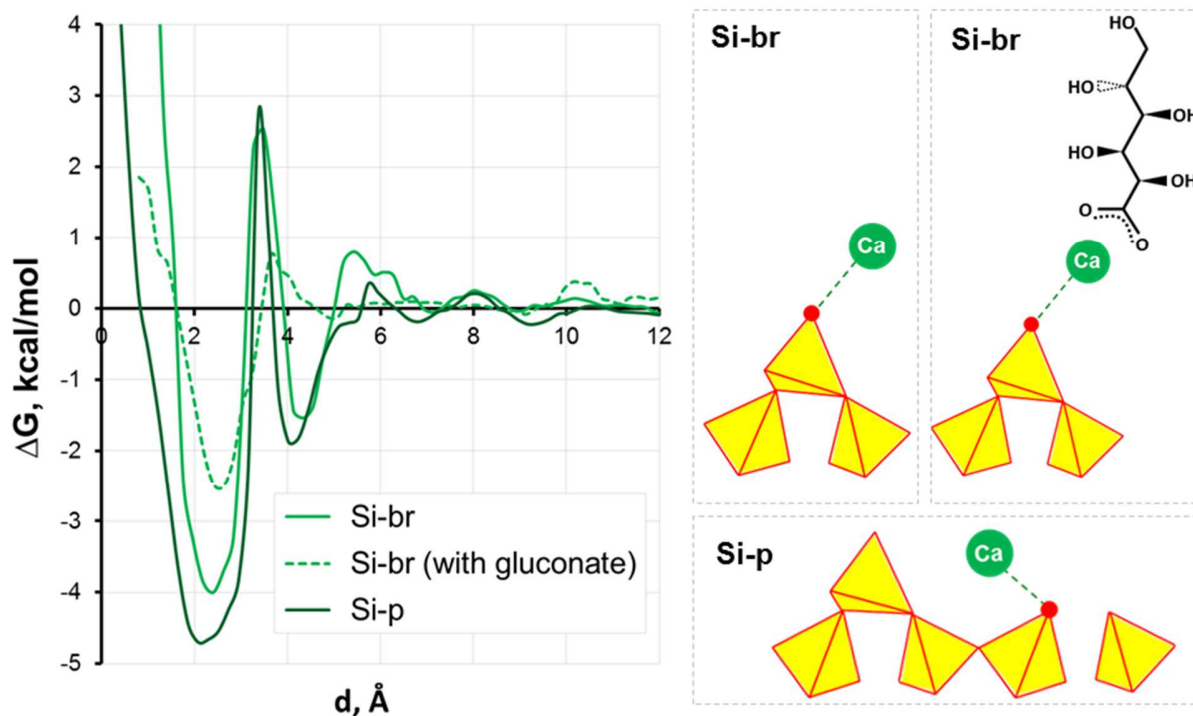 4
3
2
1
0
-1
-2
-3
-4
-5
0
2
4
6
8
10
12
ΔG, kcal/mol
d, Å
Si-br
Si-br (with gluconate)
Si-p
Si-br
Ca
Si-br
HO
HO
OH
HO
OH
O
O
Ca
Si-p
Ca